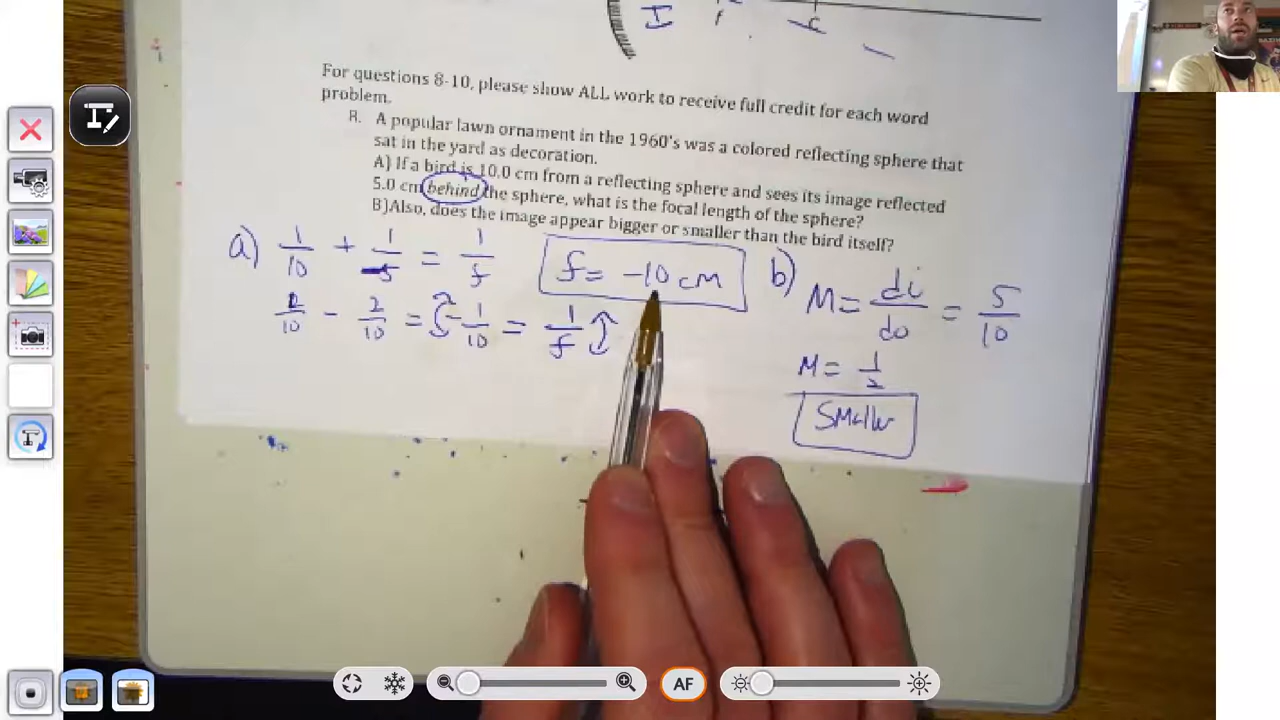 I f C
For questions 8-10, please show ALL work to receive full credit for each word
problem.
8. A popular lawn ornament in the 1960's was a colored reflecting sphere that
sat in the yard as decoration.
A) If a bird is 10.0 cm from a reflecting sphere and sees its image reflected
5.0 cm behind the sphere, what is the focal length of the sphere?
B)Also, does the image appear bigger or smaller than the bird itself?
a) 1/10 + 1/-5 = 1/f
f = -10 cm
1/10 - 2/10 = -1/10 = 1/f
b) M = di/do = 5/10
M = 1/2
Smaller
AF